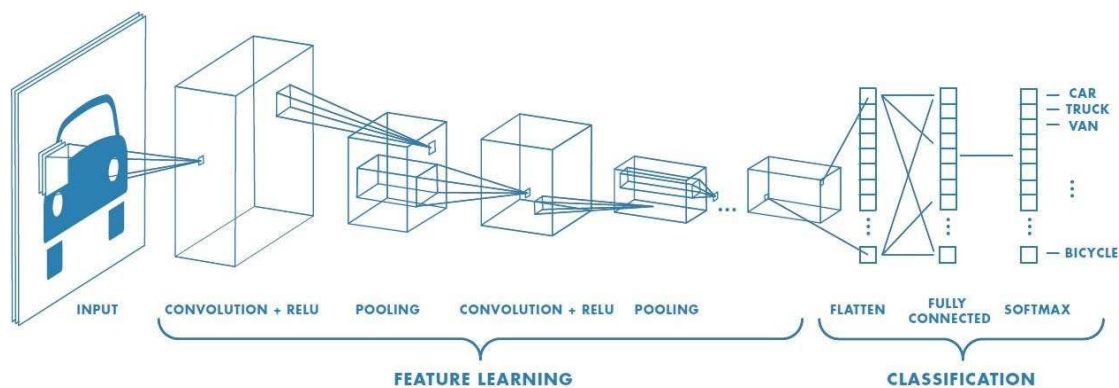 CAR
TRUCK
VAN
BICYCLE
INPUT
CONVOLUTION + RELU
POOLING
CONVOLUTION + RELU
POOLING
FLATTEN
FULLY
CONNECTED
SOFTMAX
FEATURE LEARNING
CLASSIFICATION